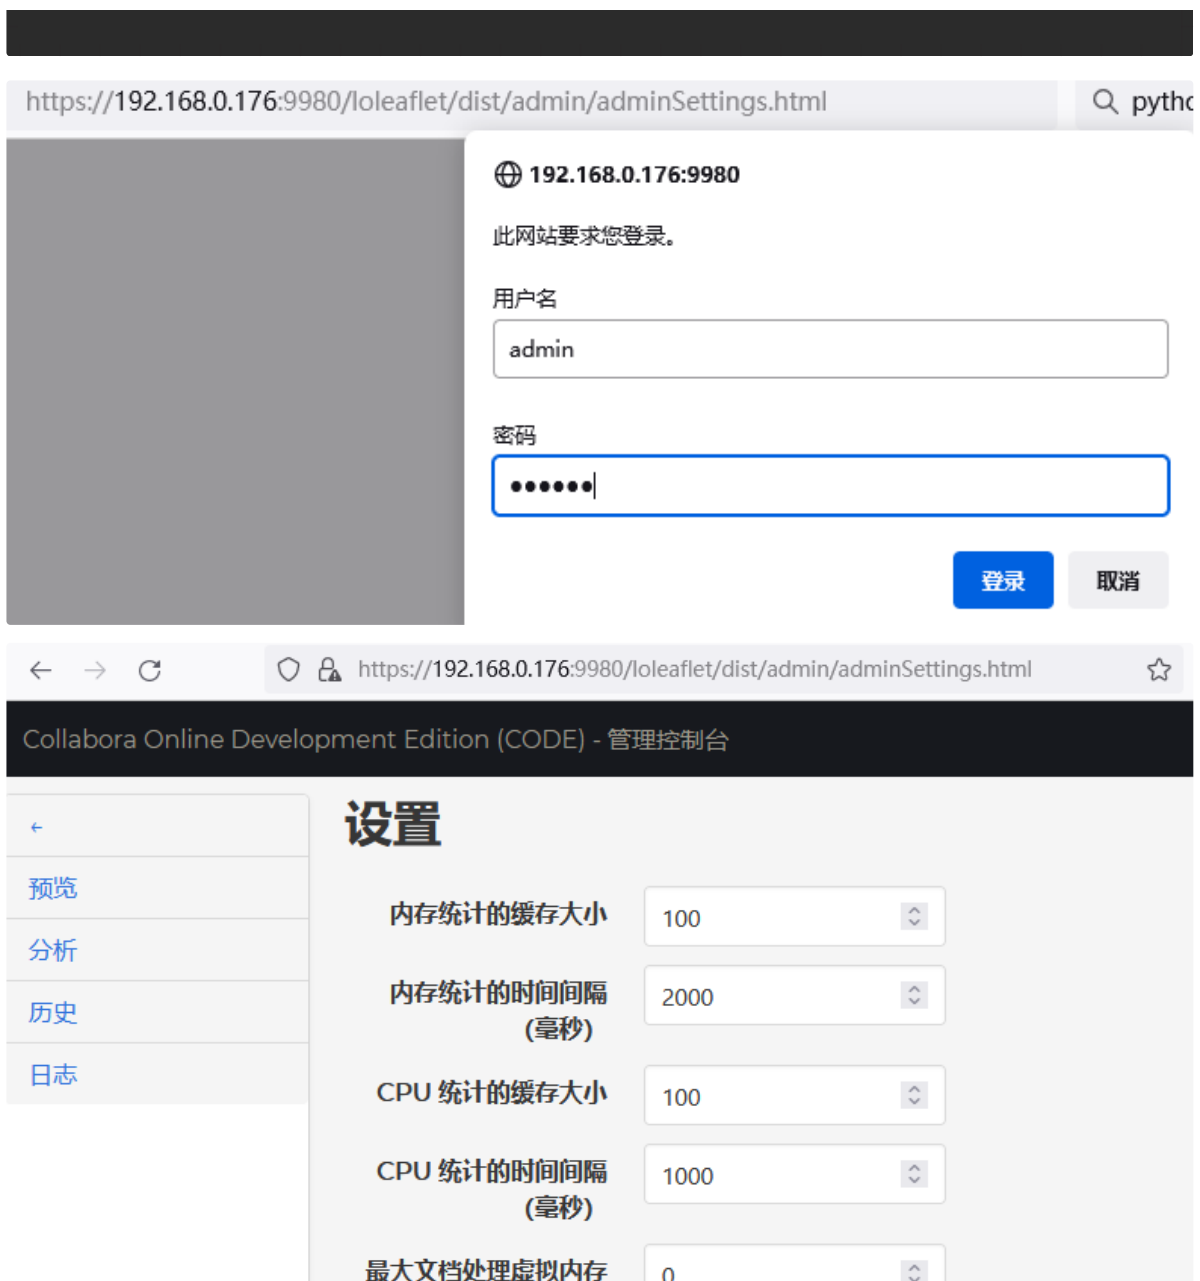 https://192.168.0.176:9980/loleaflet/dist/admin/adminSettings.html
pytho
192.168.0.176:9980
此网站要求您登录。
用户名
admin
密码
••••••
登录 取消
https://192.168.0.176:9980/loleaflet/dist/admin/adminSettings.html
Collabora Online Development Edition (CODE) - 管理控制台
←
预览
分析
历史
日志
设置
内存统计的缓存大小 100
内存统计的时间间隔 2000
(毫秒)
CPU 统计的缓存大小 100
CPU 统计的时间间隔 1000
(毫秒)
最大文档处理虚拟内存 0